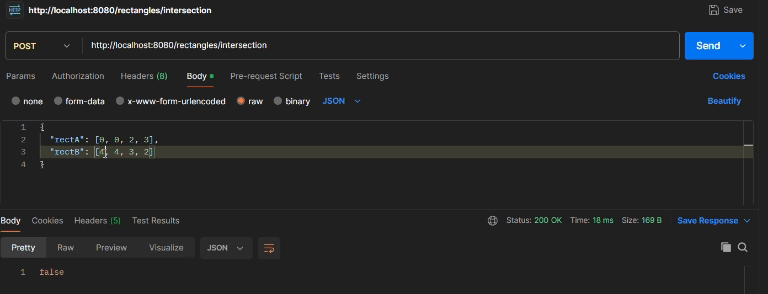 HTTP http://localhost:8080/rectangles/intersection Save
POST http://localhost:8080/rectangles/intersection Send
Params Authorization Headers (8) Body Pre-request Script Tests Settings Cookies
none form-data x-www-form-urlencoded raw binary JSON Beautify
1 {
2 "rectA": [0, 0, 2, 3],
3 "rectB": [4, 4, 3, 2]
4 }
Body Cookies Headers (5) Test Results Status: 200 OK Time: 18 ms Size: 169 B Save Response
Pretty Raw Preview Visualize JSON
1 false